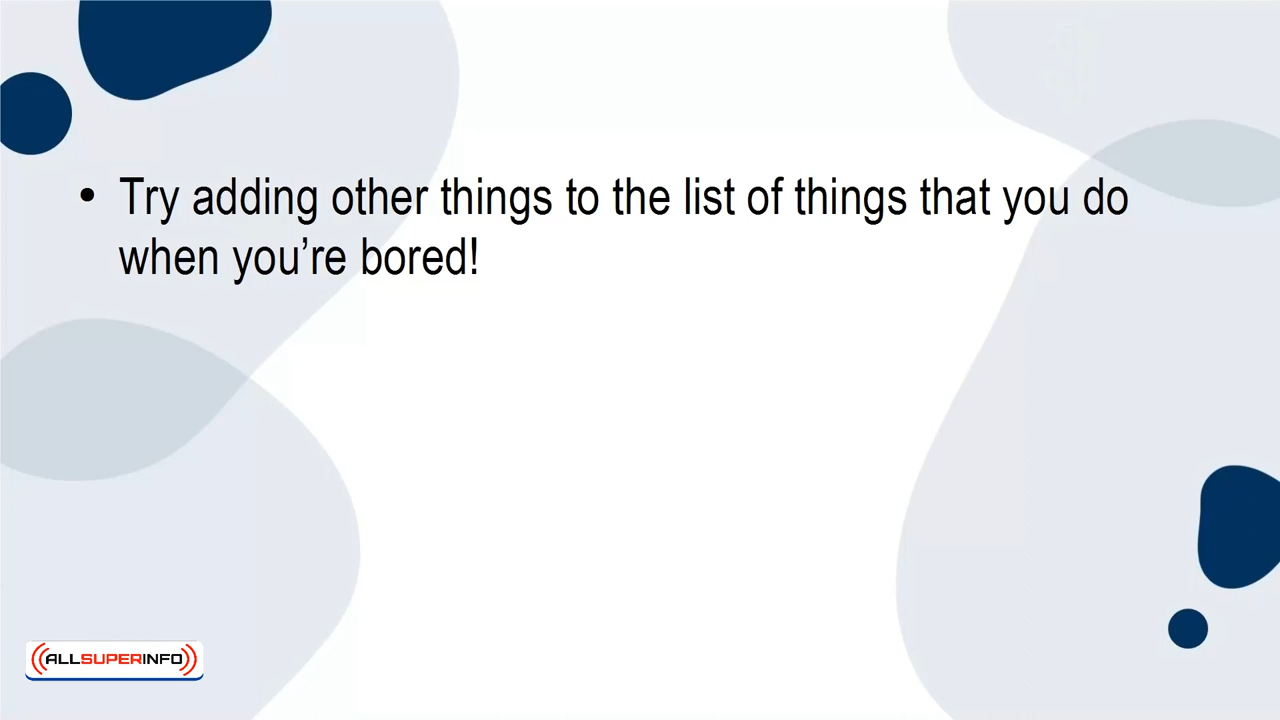 • Try adding other things to the list of things that you do
when you’re bored!
ALLSUPERINFO